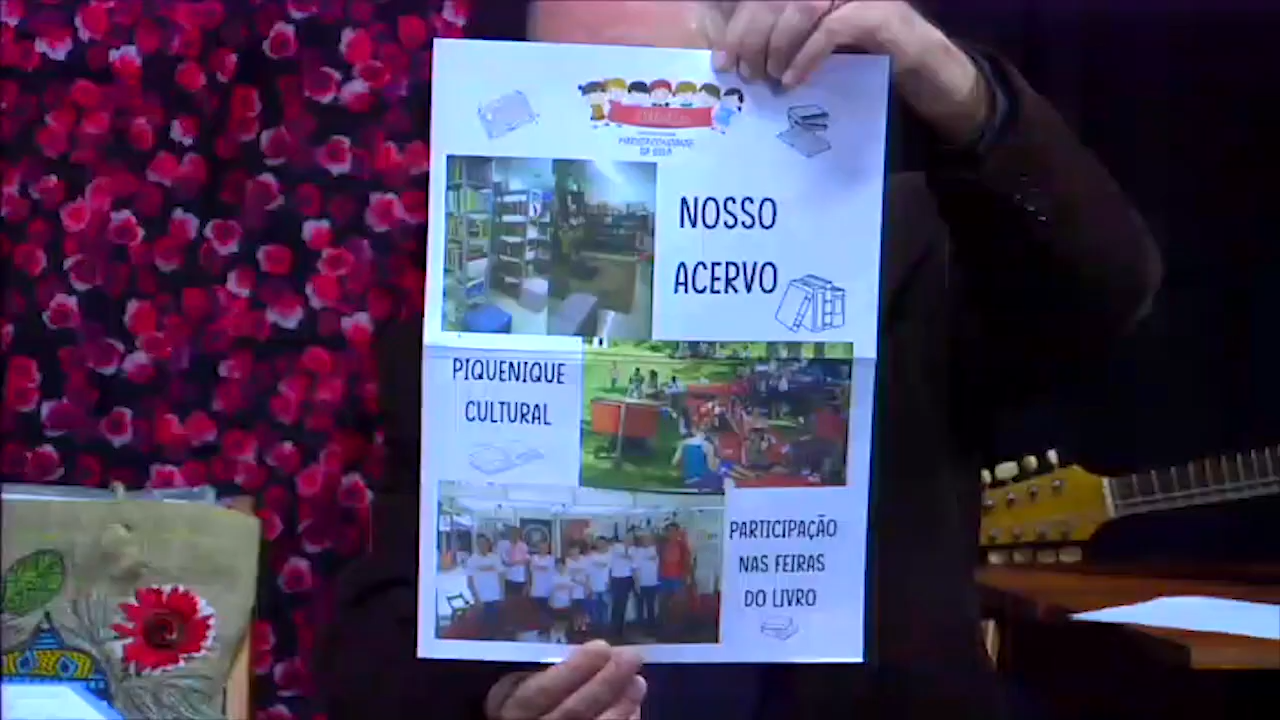 NOSSO
ACERVO
PIQUENIQUE
CULTURAL
PARTICIPAÇÃO
NAS FEIRAS
DO LIVRO